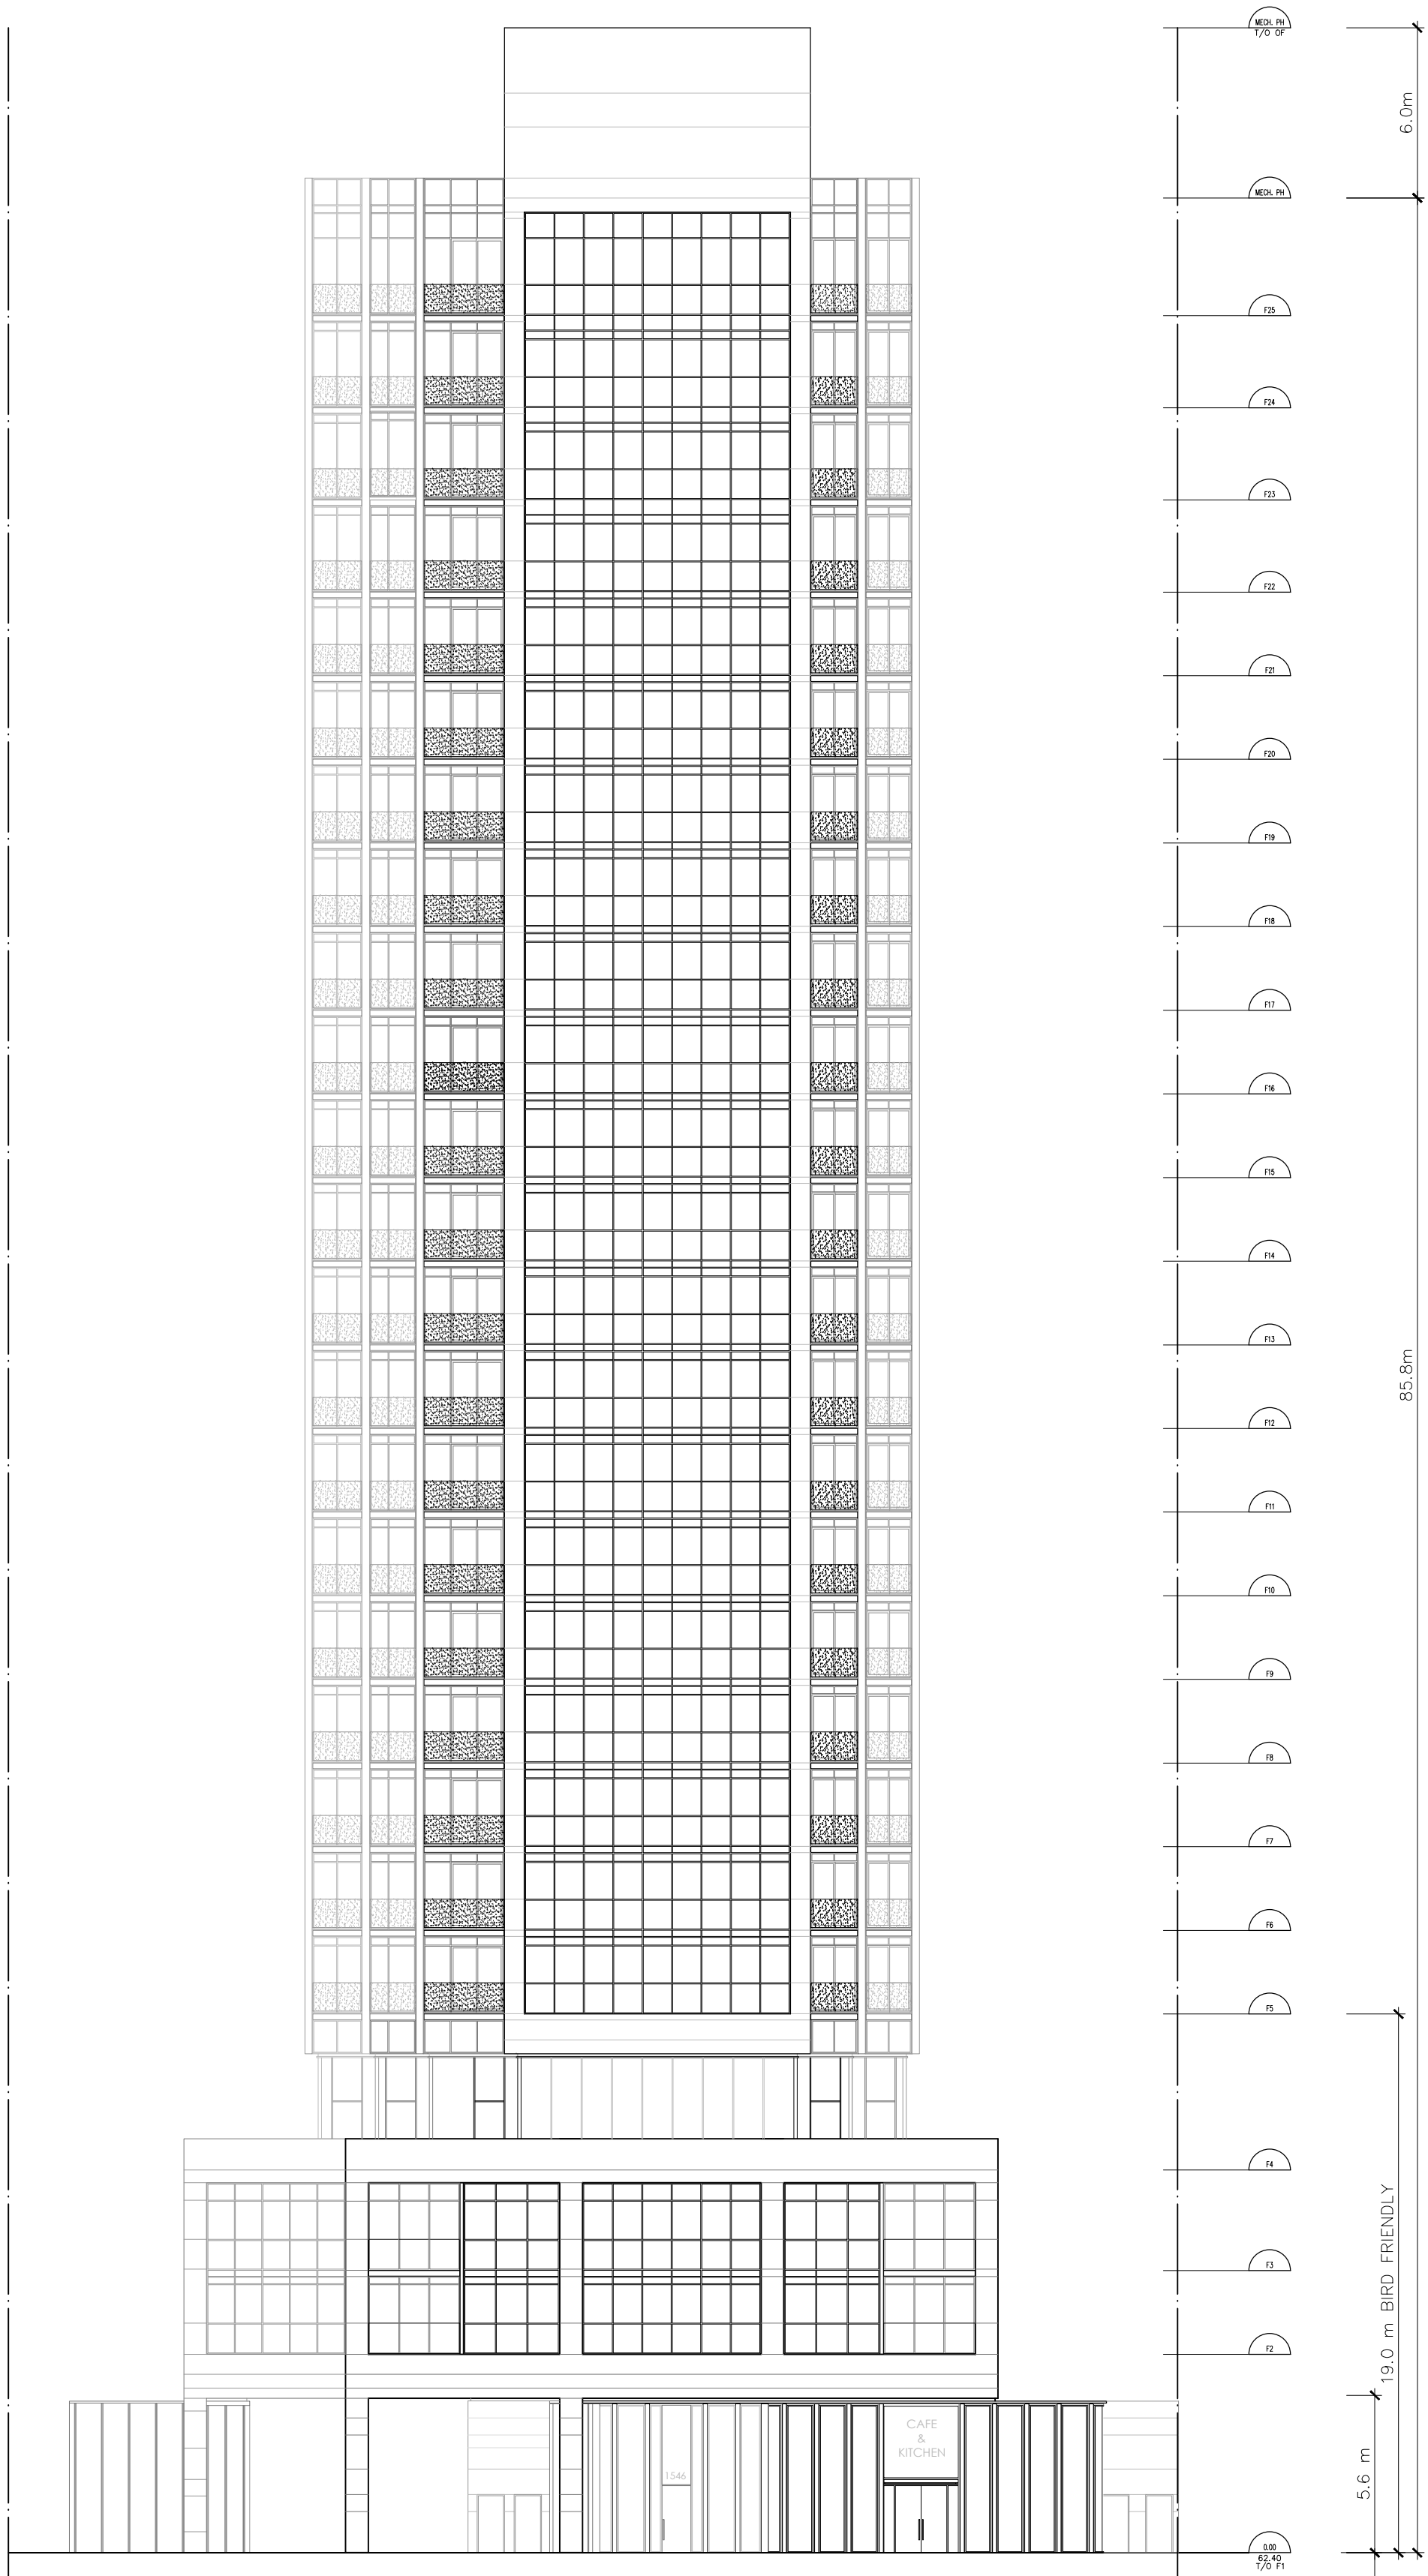 MECH. PH
T/O OF
6.0m
MECH. PH
F25
F24
F23
F22
F21
F20
F19
F18
F17
F16
F15
F14
F13
85.8m
F12
F11
F10
F9
F8
F7
F6
F5
F4
F3
19.0 m BIRD FRIENDLY
F2
CAFE
&
KITCHEN
1546
5.6 m
0.00
62.40
T/O F1